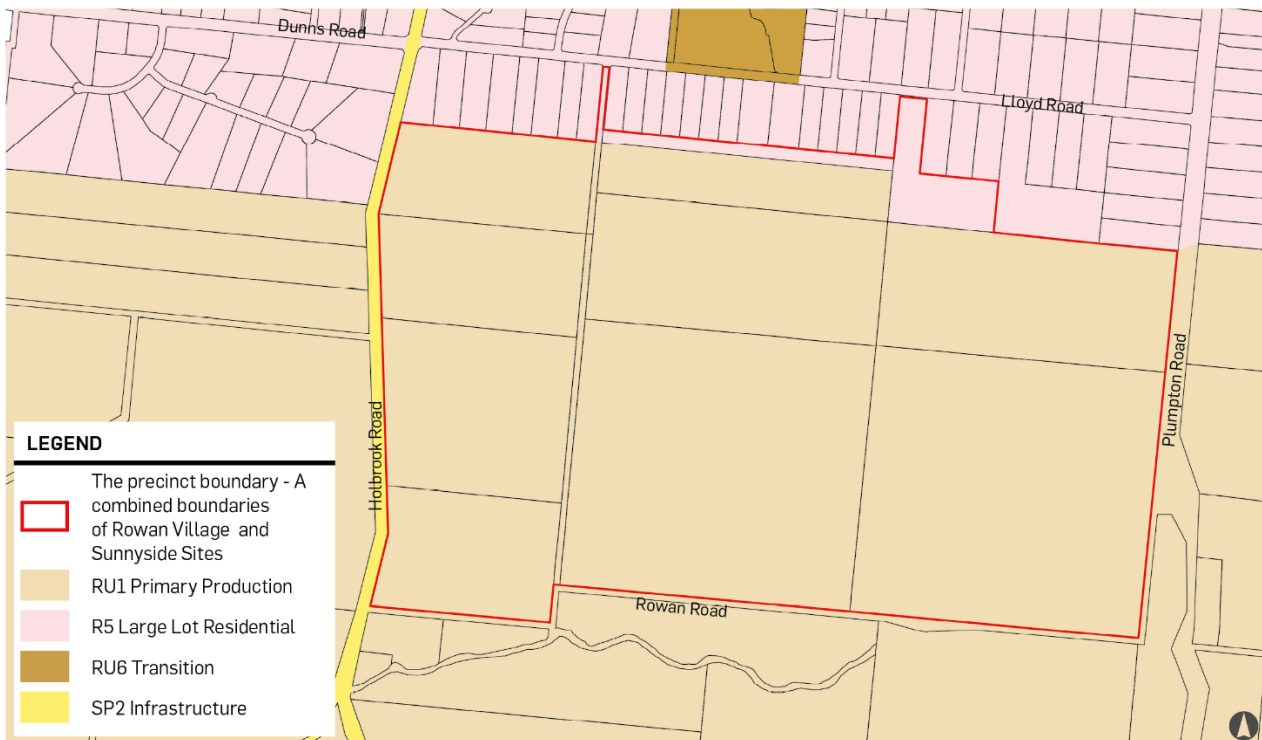 Dunns Road
Lloyd Road
Holbrook Road
Plumpton Road
Rowan Road
LEGEND
The precinct boundary - A
combined boundaries
of Rowan Village and
Sunnyside Sites
RU1 Primary Production
R5 Large Lot Residential
RU6 Transition
SP2 Infrastructure